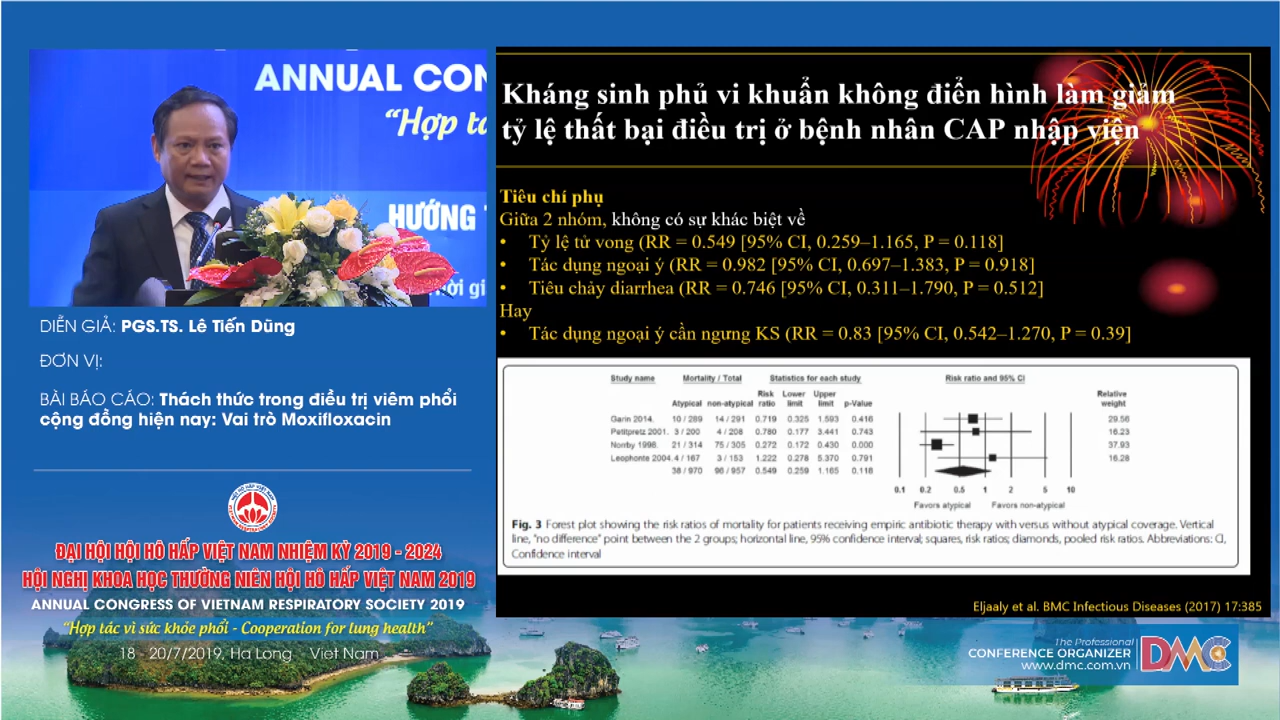 ANNUAL CON
“Hợp tá
HƯỚNG T
DIỄN GIẢ: PGS.TS. Lê Tiến Dũng
ĐƠN VỊ:
BÀI BÁO CÁO: Thách thức trong điều trị viêm phổi
cộng đồng hiện nay: Vai trò Moxifloxacin
ĐẠI HỘI HỘI HÔ HẤP VIỆT NAM NHIỆM KỲ 2019 - 2024
HỘI NGHỊ KHOA HỌC THƯỜNG NIÊN HỘI HÔ HẤP VIỆT NAM 2019
ANNUAL CONGRESS OF VIETNAM RESPIRATORY SOCIETY 2019
“Hợp tác vì sức khỏe phổi - Cooperation for lung health”
18 - 20/7/2019, Ha Long Viet Nam
Kháng sinh phủ vi khuẩn không điển hình làm giảm
tỷ lệ thất bại điều trị ở bệnh nhân CAP nhập viện
Tiêu chí phụ
Giữa 2 nhóm, không có sự khác biệt về
• Tỷ lệ tử vong (RR = 0.549 [95% CI, 0.259–1.165, P = 0.118]
• Tác dụng ngoại ý (RR = 0.982 [95% CI, 0.697–1.383, P = 0.918]
• Tiêu chảy diarrhea (RR = 0.746 [95% CI, 0.311–1.790, P = 0.512]
Hay
• Tác dụng ngoại ý cần ngưng KS (RR = 0.83 [95% CI, 0.542–1.270, P = 0.39]
Study name Mortality / Total Statistics for each study Risk ratio and 95% CI
Atypical non-atypical Risk ratio Lower limit Upper limit p-Value Relative weight
Garin 2014. 10 / 289 14 / 291 0.719 0.325 1.593 0.416 29.56
Petitpretz 2001. 3 / 200 4 / 208 0.780 0.177 3.441 0.743 16.23
Norrby 1998. 21 / 314 75 / 305 0.272 0.172 0.430 0.000 37.93
Leophonte 2004. 4 / 167 3 / 153 1.222 0.278 5.370 0.791 16.28
38 / 970 96 / 957 0.549 0.259 1.165 0.118
0.1 0.2 0.5 1 2 5 10
Favors atypical Favors non-atypical
Fig. 3 Forest plot showing the risk ratios of mortality for patients receiving empiric antibiotic therapy with versus without atypical coverage. Vertical
line, “no difference” point between the 2 groups; horizontal line, 95% confidence interval; squares, risk ratios; diamonds, pooled risk ratios. Abbreviations: CI,
Confidence interval
Eljaaly et al. BMC Infectious Diseases (2017) 17:385
The Professional
CONFERENCE ORGANIZER
www.dmc.com.vn
DMC